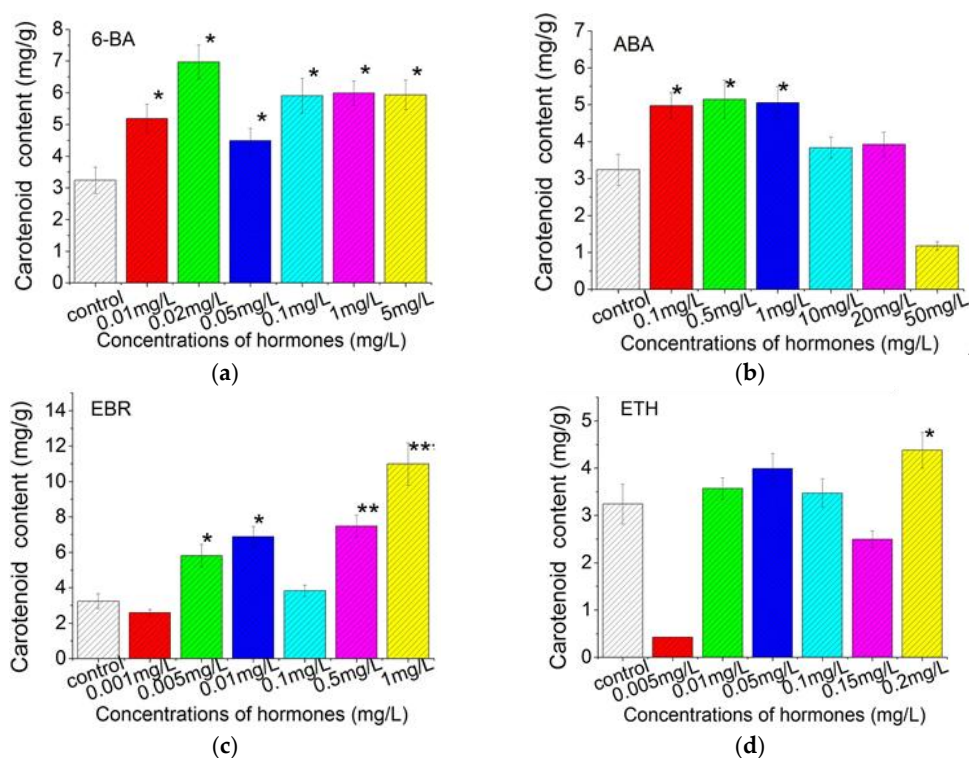 6-BA
Carotenoid content (mg/g)
8
7
6
5
4
3
2
1
0
* * * * * *
control 0.01mg/L 0.02mg/L 0.05mg/L 0.1mg/L 1mg/L 5mg/L
Concentrations of hormones (mg/L)
(a)
ABA
Carotenoid content (mg/g)
7
6
5
4
3
2
1
0
* * *
control 0.1mg/L 0.5mg/L 1mg/L 10mg/L 20mg/L 50mg/L
Concentrations of hormones (mg/L)
(b)
EBR
Carotenoid content (mg/g)
14
12
10
8
6
4
2
0
* * ** ***
control 0.001mg/L 0.005mg/L 0.01mg/L 0.1mg/L 0.5mg/L 1mg/L
Concentrations of hormones (mg/L)
(c)
ETH
Carotenoid content (mg/g)
5
4
3
2
1
0
*
control 0.005mg/L 0.01mg/L 0.05mg/L 0.1mg/L 0.15mg/L 0.2mg/L
Concentrations of hormones (mg/L)
(d)